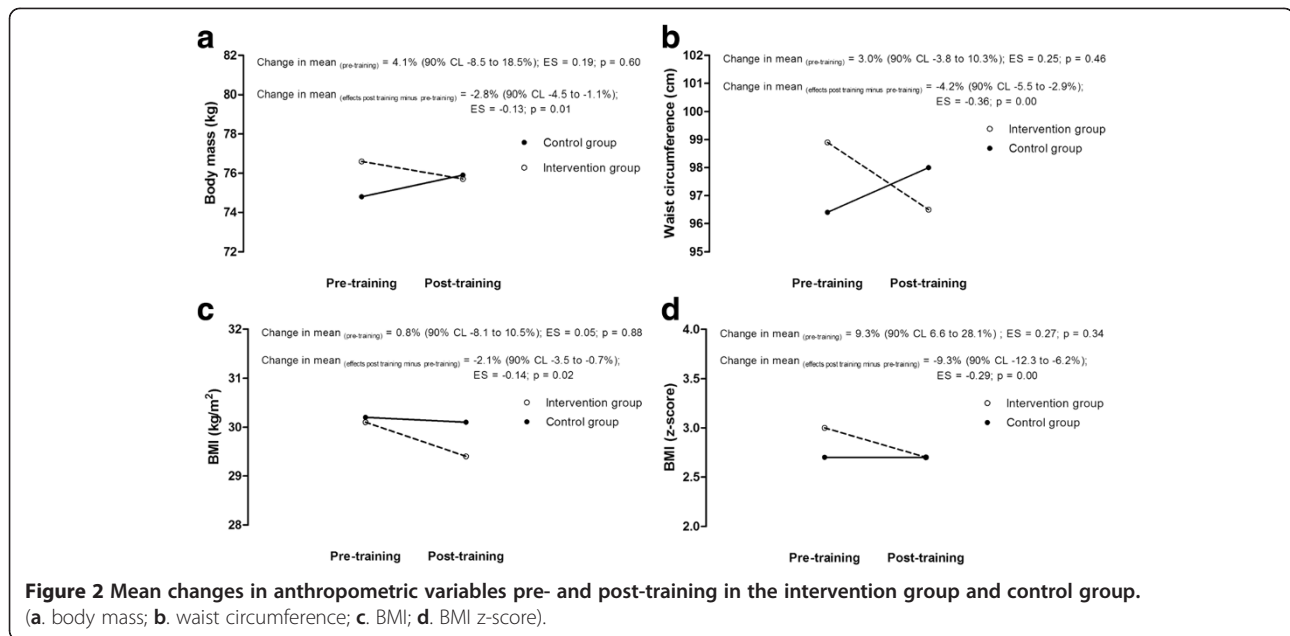 a
Change in mean (pre-training) = 4.1% (90% CL -8.5 to 18.5%); ES = 0.19; p = 0.60
Change in mean (effects post training minus pre-training) = -2.8% (90% CL -4.5 to -1.1%);
ES = -0.13; p = 0.01
Control group
Intervention group
Body mass (kg)
82
80
78
76
74
72
Pre-training Post-training
b
Change in mean (pre-training) = 3.0% (90% CL -3.8 to 10.3%); ES = 0.25; p = 0.46
Change in mean (effects post training minus pre-training) = -4.2% (90% CL -5.5 to -2.9%);
ES = -0.36; p = 0.00
Intervention group
Control group
Waist circumference (cm)
102
101
100
99
98
97
96
95
Pre-training Post-training
c
Change in mean (pre-training) = 0.8% (90% CL -8.1 to 10.5%); ES = 0.05; p = 0.88
Change in mean (effects post training minus pre-training) = -2.1% (90% CL -3.5 to -0.7%);
ES = -0.14; p = 0.02
Intervention group
Control group
BMI (kg/m²)
32
31
30
29
28
Pre-training Post-training
d
Change in mean (pre-training) = 9.3% (90% CL 6.6 to 28.1%) ; ES = 0.27; p = 0.34
Change in mean (effects post training minus pre-training) = -9.3% (90% CL -12.3 to -6.2%);
ES = -0.29; p = 0.00
Intervention group
Control group
BMI (z-score)
4.0
3.5
3.0
2.5
2.0
Pre-training Post-training
Figure 2 Mean changes in anthropometric variables pre- and post-training in the intervention group and control group.
(a. body mass; b. waist circumference; c. BMI; d. BMI z-score).